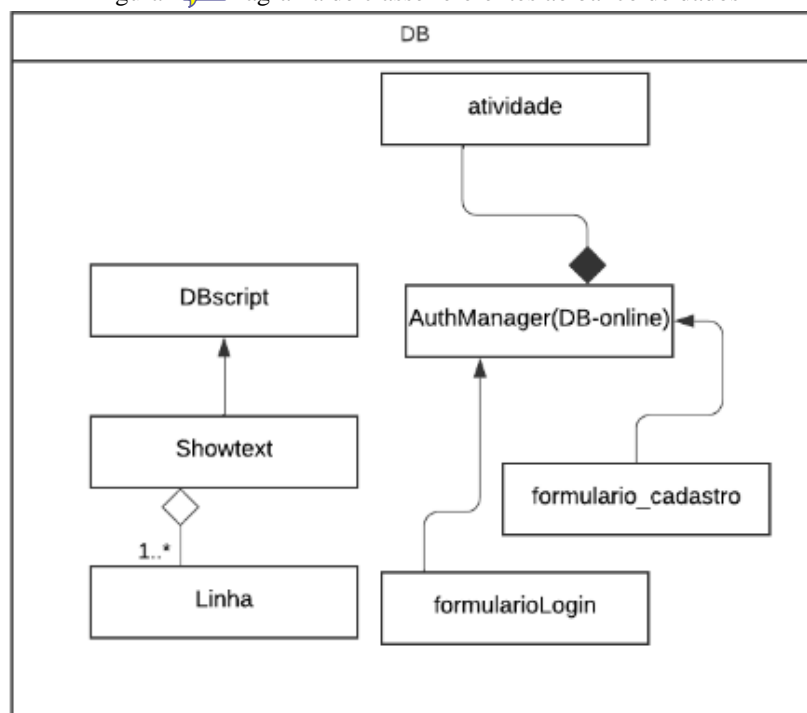 DB
atividade
DBscript
AuthManager(DB-online)
Showtext
formulario_cadastro
1..*
Linha
formularioLogin